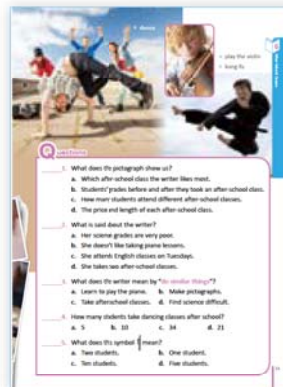 dance
play the violin
kung fu
Questions
1. What does this pictograph show us?
a. Which after-school class the writer likes most.
b. Students' grades before and after they took an after-school class.
c. How many students attend different after-school classes.
d. The price and length of each after-school class.
2. What is said about the writer?
a. Her science grades are very poor.
b. She doesn't like taking piano lessons.
c. She attends English classes on Tuesdays.
d. She takes two after-school classes.
3. What does the writer mean by "do similar things"?
a. Learn to play the piano. b. Make pictographs.
c. Take afterschool classes. d. Find science difficult.
4. How many students take dancing classes after school?
a. 5 b. 10 c. 34 d. 21
5. What does this symbol mean?
a. Two students. b. One student.
c. Ten students. d. Five students.